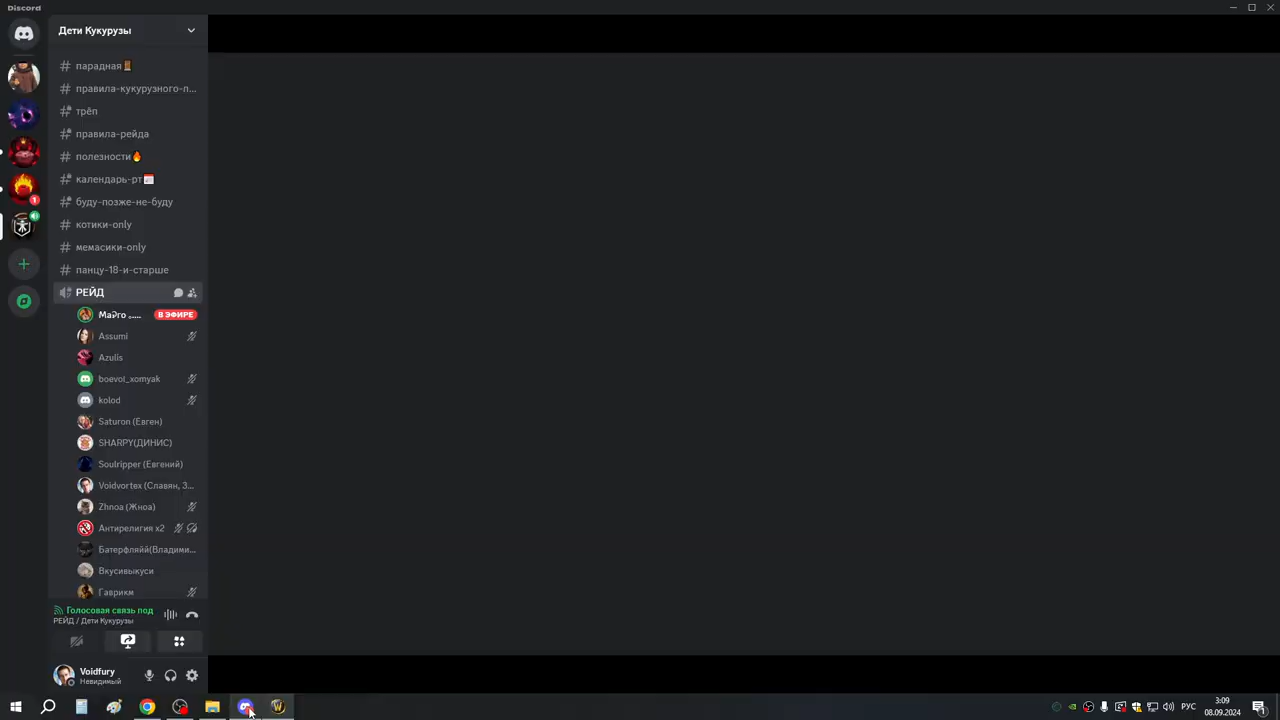 Discord
Дети Кукурузы
парадная
правила-кукурузного-п...
трёп
правила-рейда
полезности
календарь-рт
буду-позже-не-буду
1
котики-only
мемасики-only
панцу-18-и-старше
РЕЙД
В ЭФИРЕ
Assumi
Azulis
boevoi_xomyak
kolod
Saturon (Евген)
SHARPY(ДИНИС)
Soulripper (Евгений)
Voidvortex (Славян, З...
Zhnoa (Жноа)
Антирелигия x2
Батерфляйй(Владими...
Вкусивыкуси
Гаврикм
Голосовая связь под
РЕЙД / Дети Кукурузы
Voidfury
Невидимый
РУС
3:09
08.09.2024
1